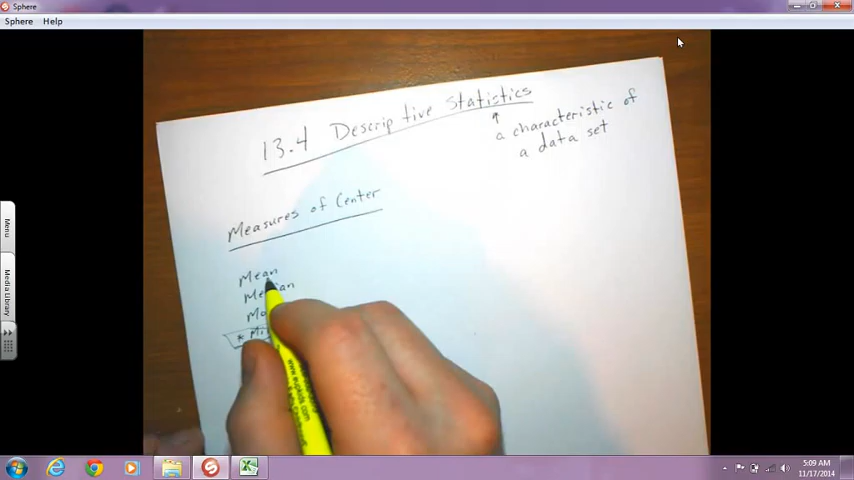 Sphere
Sphere Help
13.4 Descriptive Statistics
a characteristic of
a data set
Measures of Center
Mean
Menu
Media Library
5:09 AM
11/17/2014